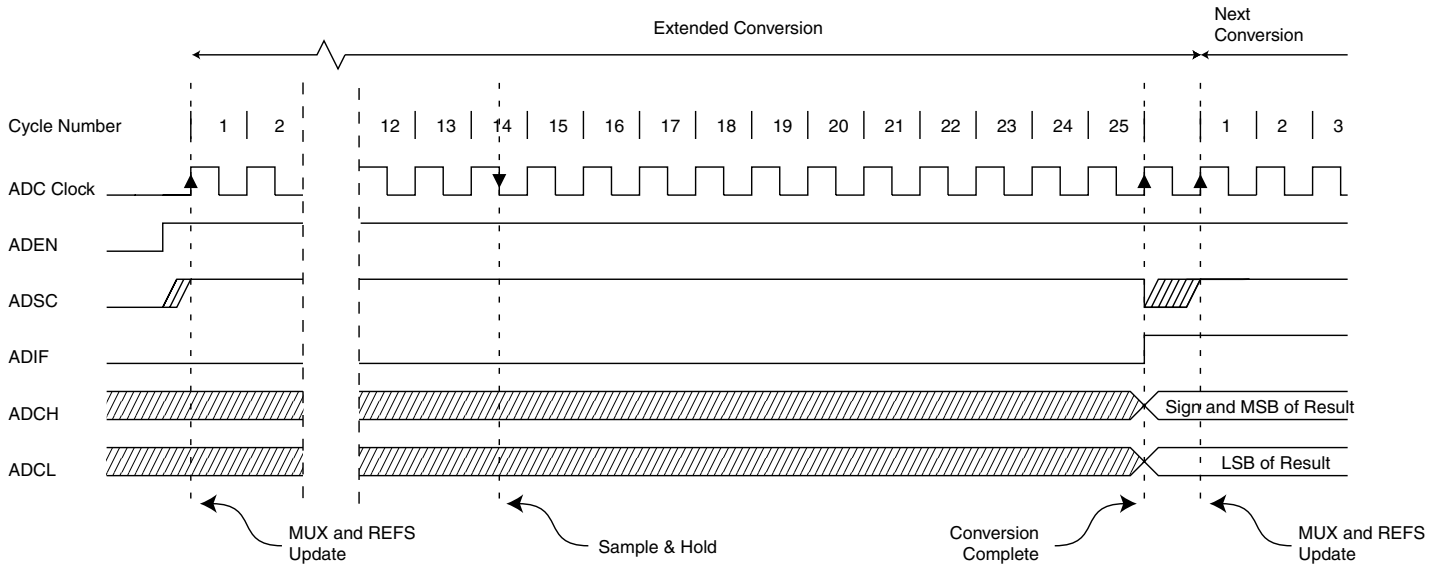 Extended Conversion
Next
Conversion
Cycle Number 1 2 12 13 14 15 16 17 18 19 20 21 22 23 24 25 1 2 3
ADC Clock
ADEN
ADSC
ADIF
ADCH
Sign and MSB of Result
ADCL
LSB of Result
MUX and REFS
Update
Sample & Hold
Conversion
Complete
MUX and REFS
Update